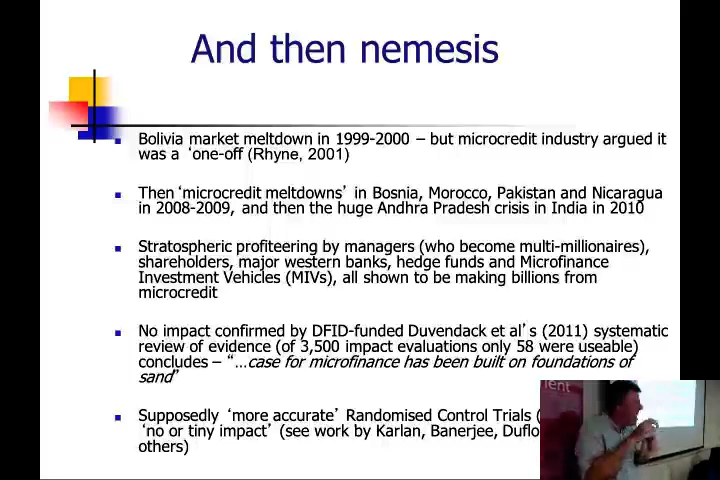 And then nemesis
Bolivia market meltdown in 1999-2000 – but microcredit industry argued it
was a ‘one-off (Rhyne, 2001)
Then ‘microcredit meltdowns’ in Bosnia, Morocco, Pakistan and Nicaragua
in 2008-2009, and then the huge Andhra Pradesh crisis in India in 2010
Stratospheric profiteering by managers (who become multi-millionaires),
shareholders, major western banks, hedge funds and Microfinance
Investment Vehicles (MIVs), all shown to be making billions from
microcredit
No impact confirmed by DFID-funded Duvendack et al’s (2011) systematic
review of evidence (of 3,500 impact evaluations only 58 were useable)
concludes – “…case for microfinance has been built on foundations of
sand”
Supposedly ‘more accurate’ Randomised Control Trials (
‘no or tiny impact’ (see work by Karlan, Banerjee, Duflo
others)